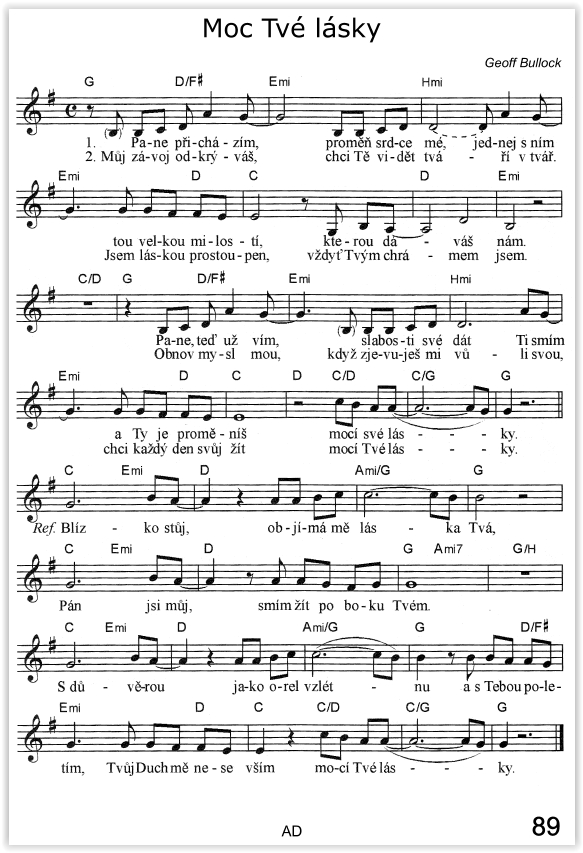 Moc Tvé lásky
Geoff Bullock
G D/F# Emi Hmi
1. Pa-ne při-chá-zím, proměň srd-ce mé, jed-nej s ním
2. Můj zá-voj od-krý-váš, chci Tě vi-dět tvá- ří v tvář.
Emi D C D Emi
tou vel-kou mi-los-tí, kte-rou dá-váš nám.
Jsem lás-kou prostou-pen, vždyť Tvým chrá-mem jsem.
C/D G D/F# Emi Hmi
Pa-ne,teď už vím, slabos-ti své dát Ti smím
Obnov my-sl mou, když zje-vu-ješ mi vů-li svou,
Emi D C D C/D C/G G
a Ty je promě-níš mocí své lás- - - ky.
chci každý den svůj žít mocí Tvé lás- - - ky.
C Emi D Ami/G G
Ref. Blíz-ko stůj, ob-jí-má mě lás-ka Tvá,
C Emi D G Ami7 G/H
Pán jsi můj, smím žít po bo-ku Tvém.
C Emi D Ami/G G D/F#
S dů-vě-rou ja-ko o-rel vzlét-nu a s Tebou po-le-
Emi D C D C/D C/G G
tím, Tvůj Duch mě ne-se vším mo-cí Tvé lás- - - ky.
AD
89